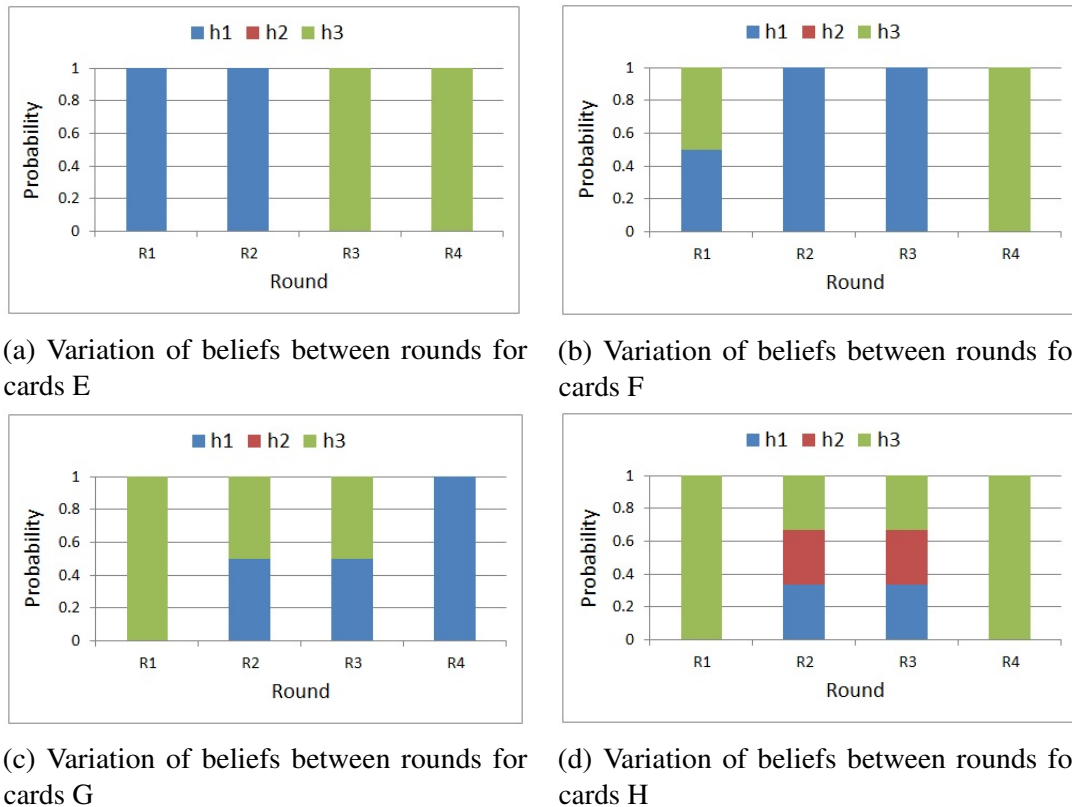 h1 h2 h3
Probability
1
0.8
0.6
0.4
0.2
0
R1 R2 R3 R4
Round
(a) Variation of beliefs between rounds for
cards E
h1 h2 h3
Probability
1
0.8
0.6
0.4
0.2
0
R1 R2 R3 R4
Round
(b) Variation of beliefs between rounds fo
cards F
h1 h2 h3
Probability
1
0.8
0.6
0.4
0.2
0
R1 R2 R3 R4
Round
(c) Variation of beliefs between rounds for
cards G
h1 h2 h3
Probability
1
0.8
0.6
0.4
0.2
0
R1 R2 R3 R4
Round
(d) Variation of beliefs between rounds fo
cards H